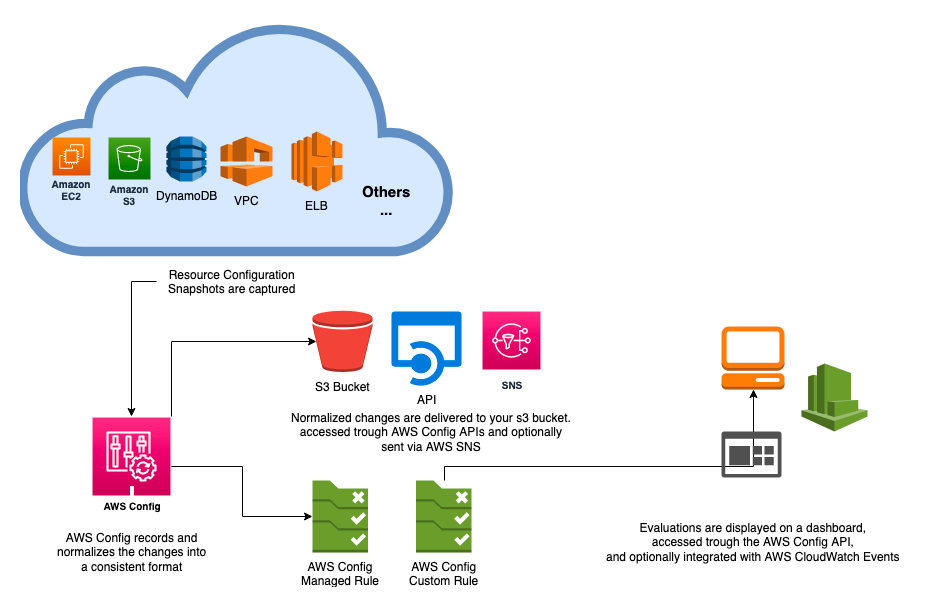 Amazon
EC2
Amazon
S3
DynamoDB
VPC
ELB
Others
...
Resource Configuration
Snapshots are captured
S3 Bucket
API
SNS
Normalized changes are delivered to your s3 bucket.
accessed trough AWS Config APIs and optionally
sent via AWS SNS
AWS Config
AWS Config records and
normalizes the changes into
a consistent format
AWS Config
Managed Rule
AWS Config
Custom Rule
Evaluations are displayed on a dashboard,
accessed trough the AWS Config API,
and optionally integrated with AWS CloudWatch Events